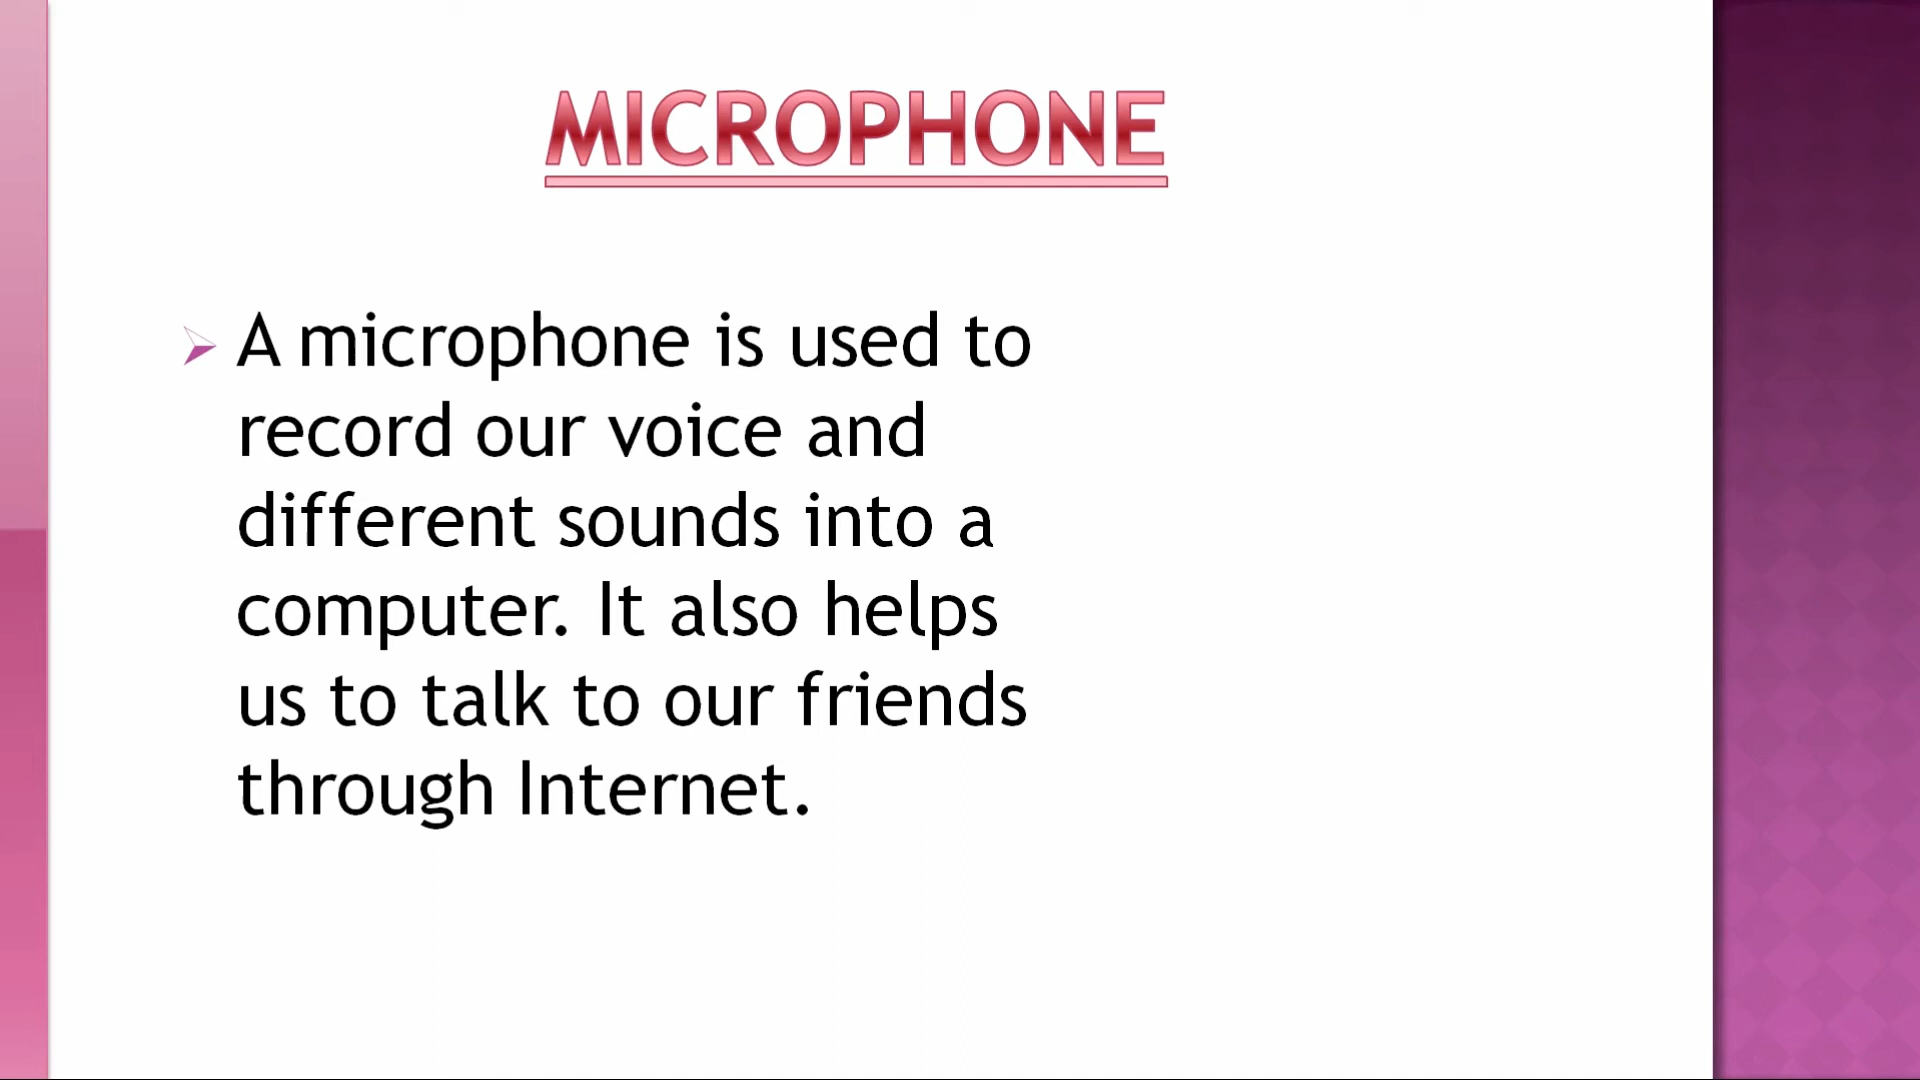 MICROPHONE
A microphone is used to
record our voice and
different sounds into a
computer. It also helps
us to talk to our friends
through Internet.